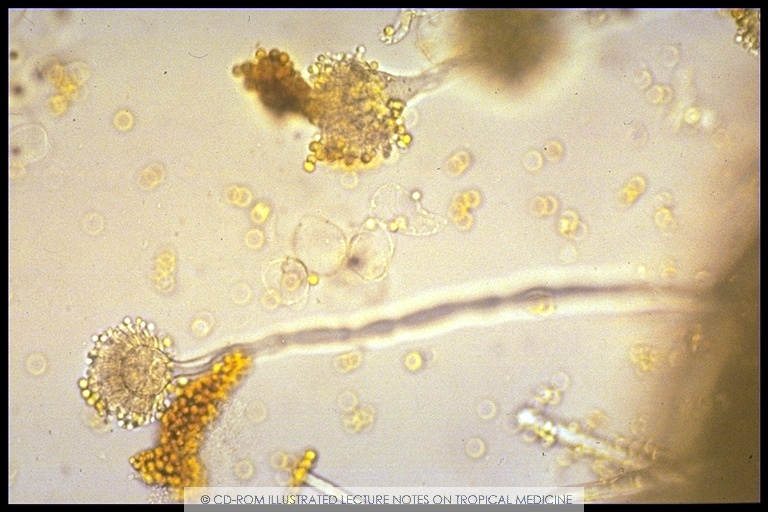 © CD-ROM ILLUSTRATED LECTURE NOTES ON TROPICAL MEDICINE